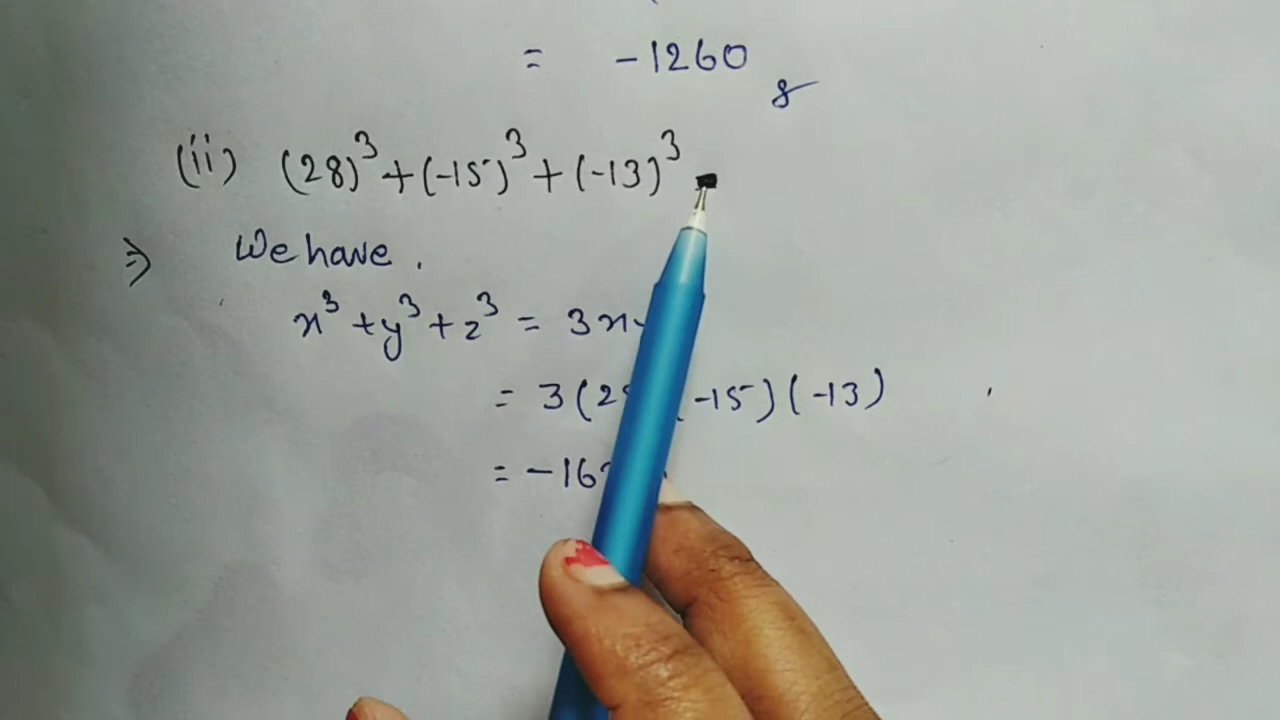 = -1260
(ii) (28)³ + (-15)³ + (-13)³
⇒ We have.
x³ + y³ + z³ = 3x
= 3(2 -15)(-13)
= -16